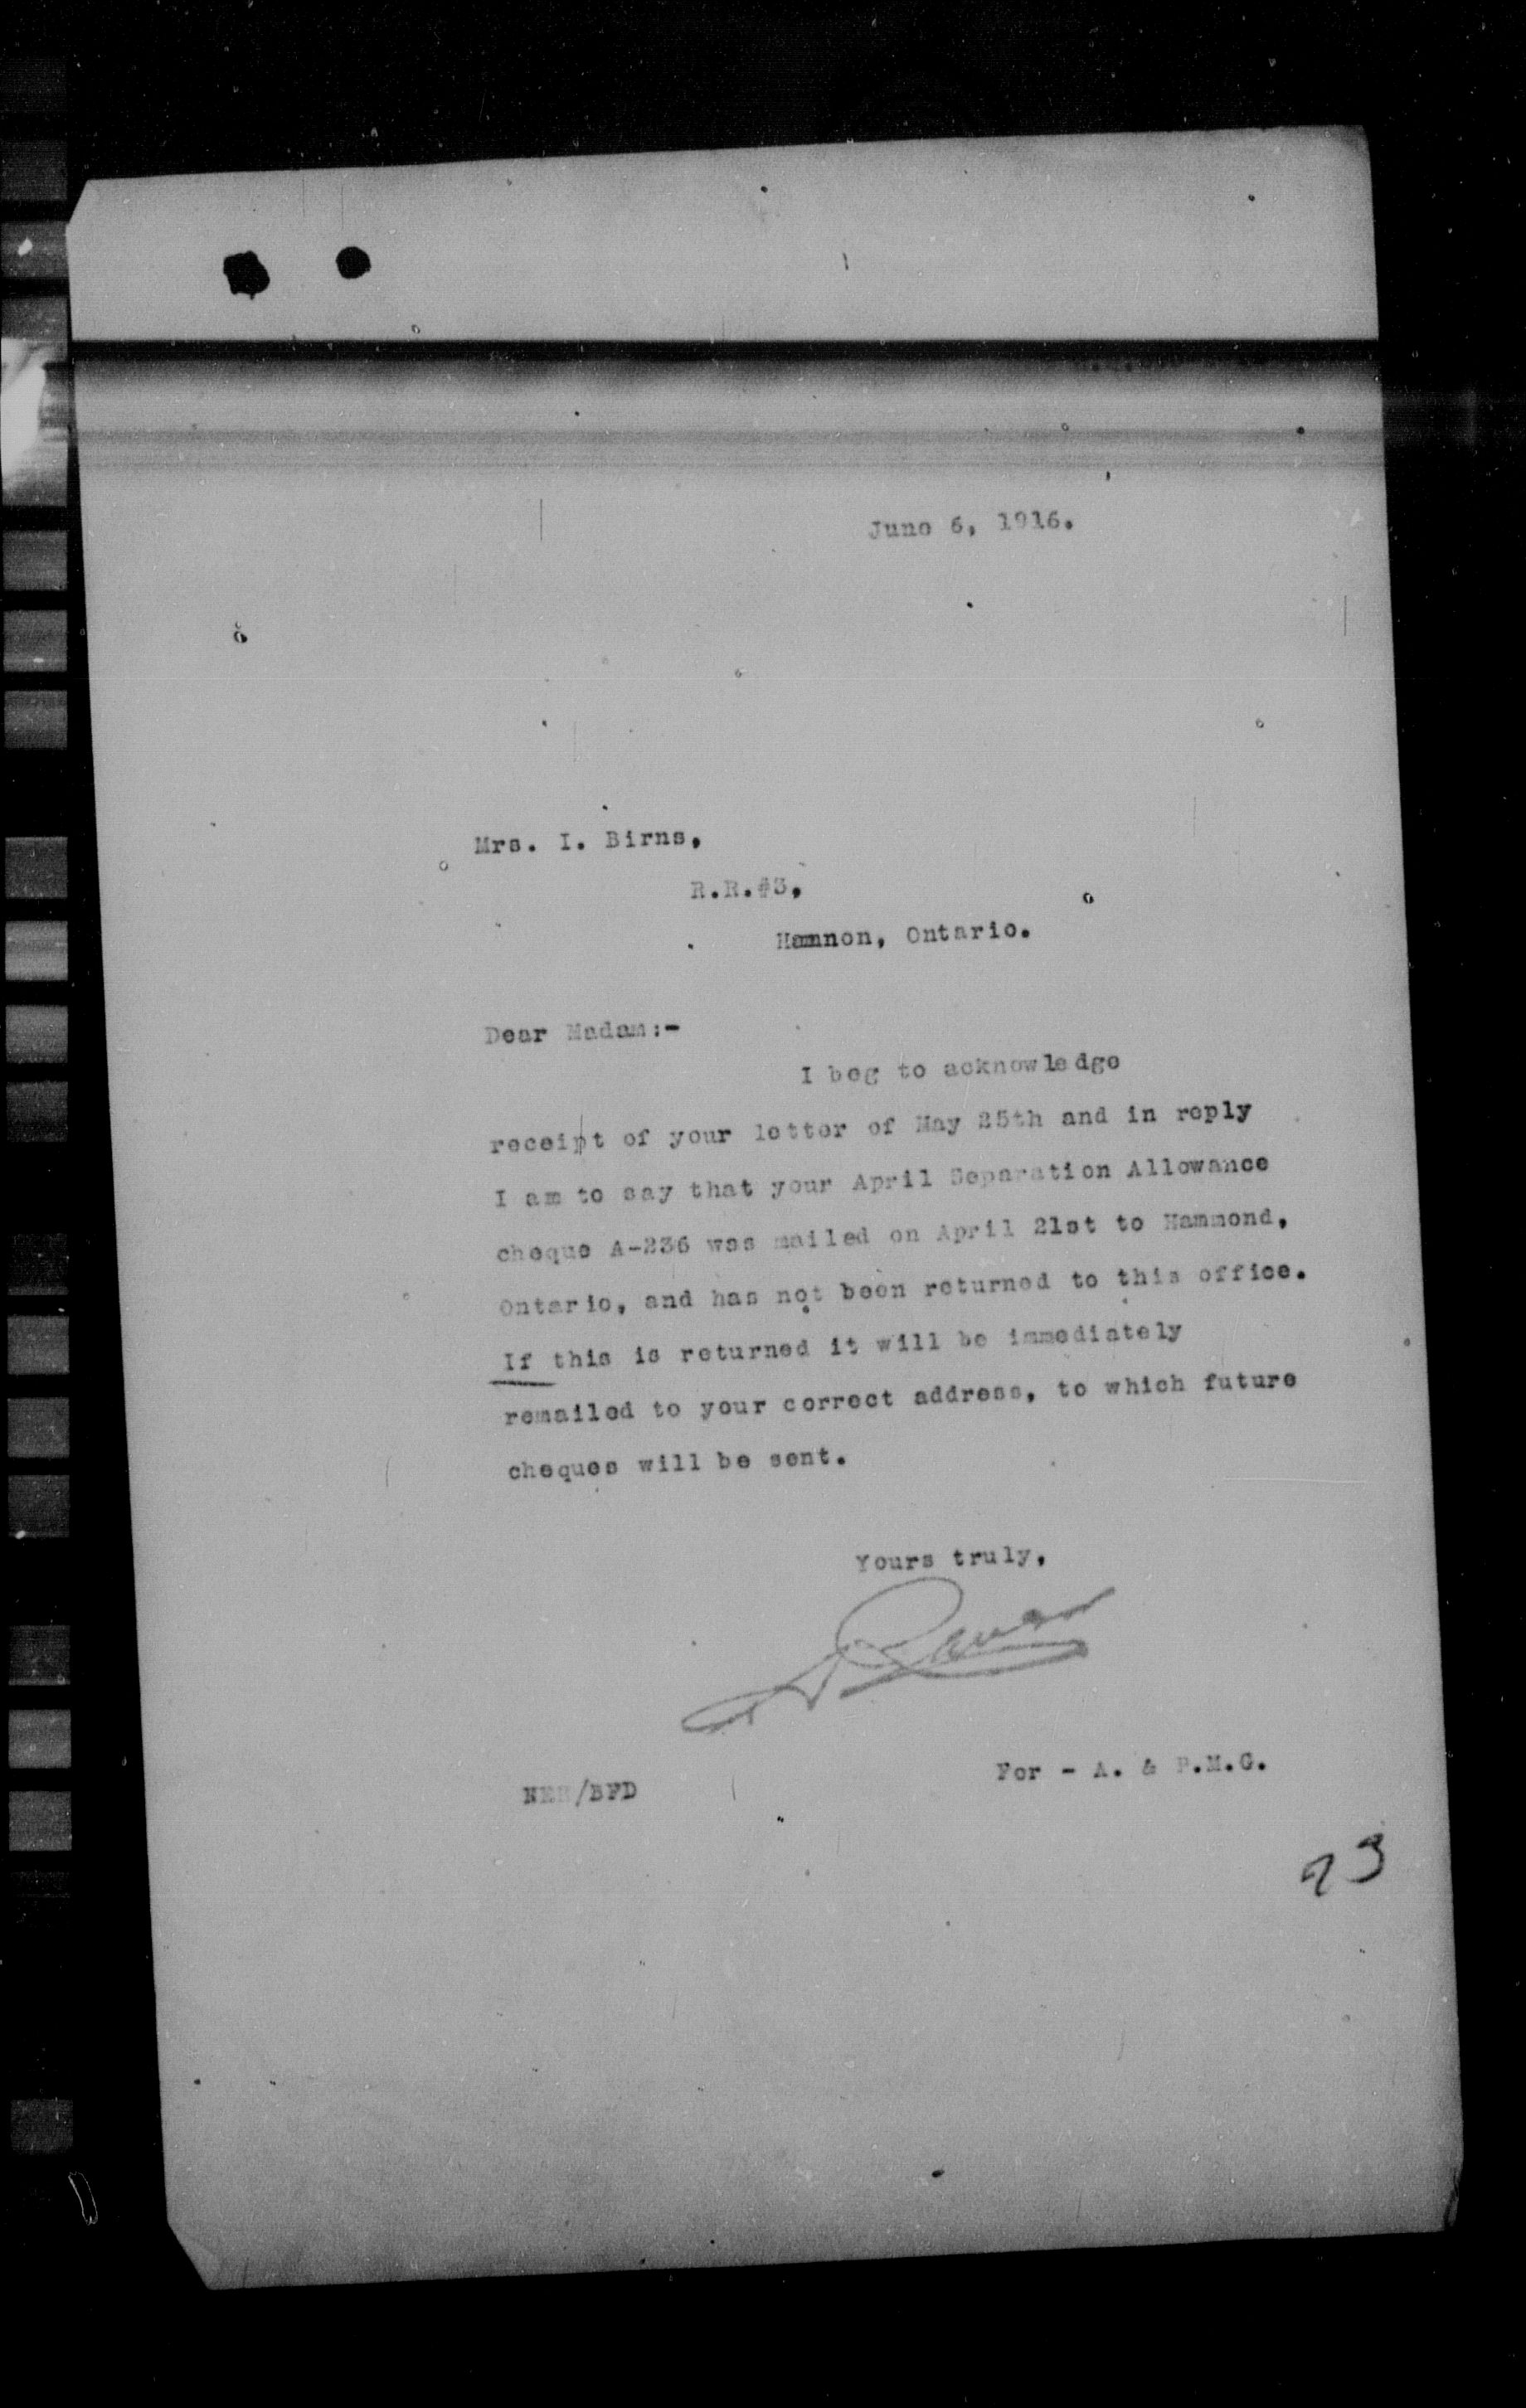 June 6, 1916.
Mrs. I. Birns,
R.R.#3,
Hannon, Ontario.
Dear Madam:-
I beg to acknowledge
receipt of your letter of May 25th and in reply
I am to say that your April Separation Allowance
cheque A-236 was mailed on April 21st to Hammond,
Ontario, and has not been returned to this office.
If this is returned it will be immediately
remailed to your correct address, to which future
cheques will be sent.
Yours truly,
For - A. & P.M.G.
/BFD
23